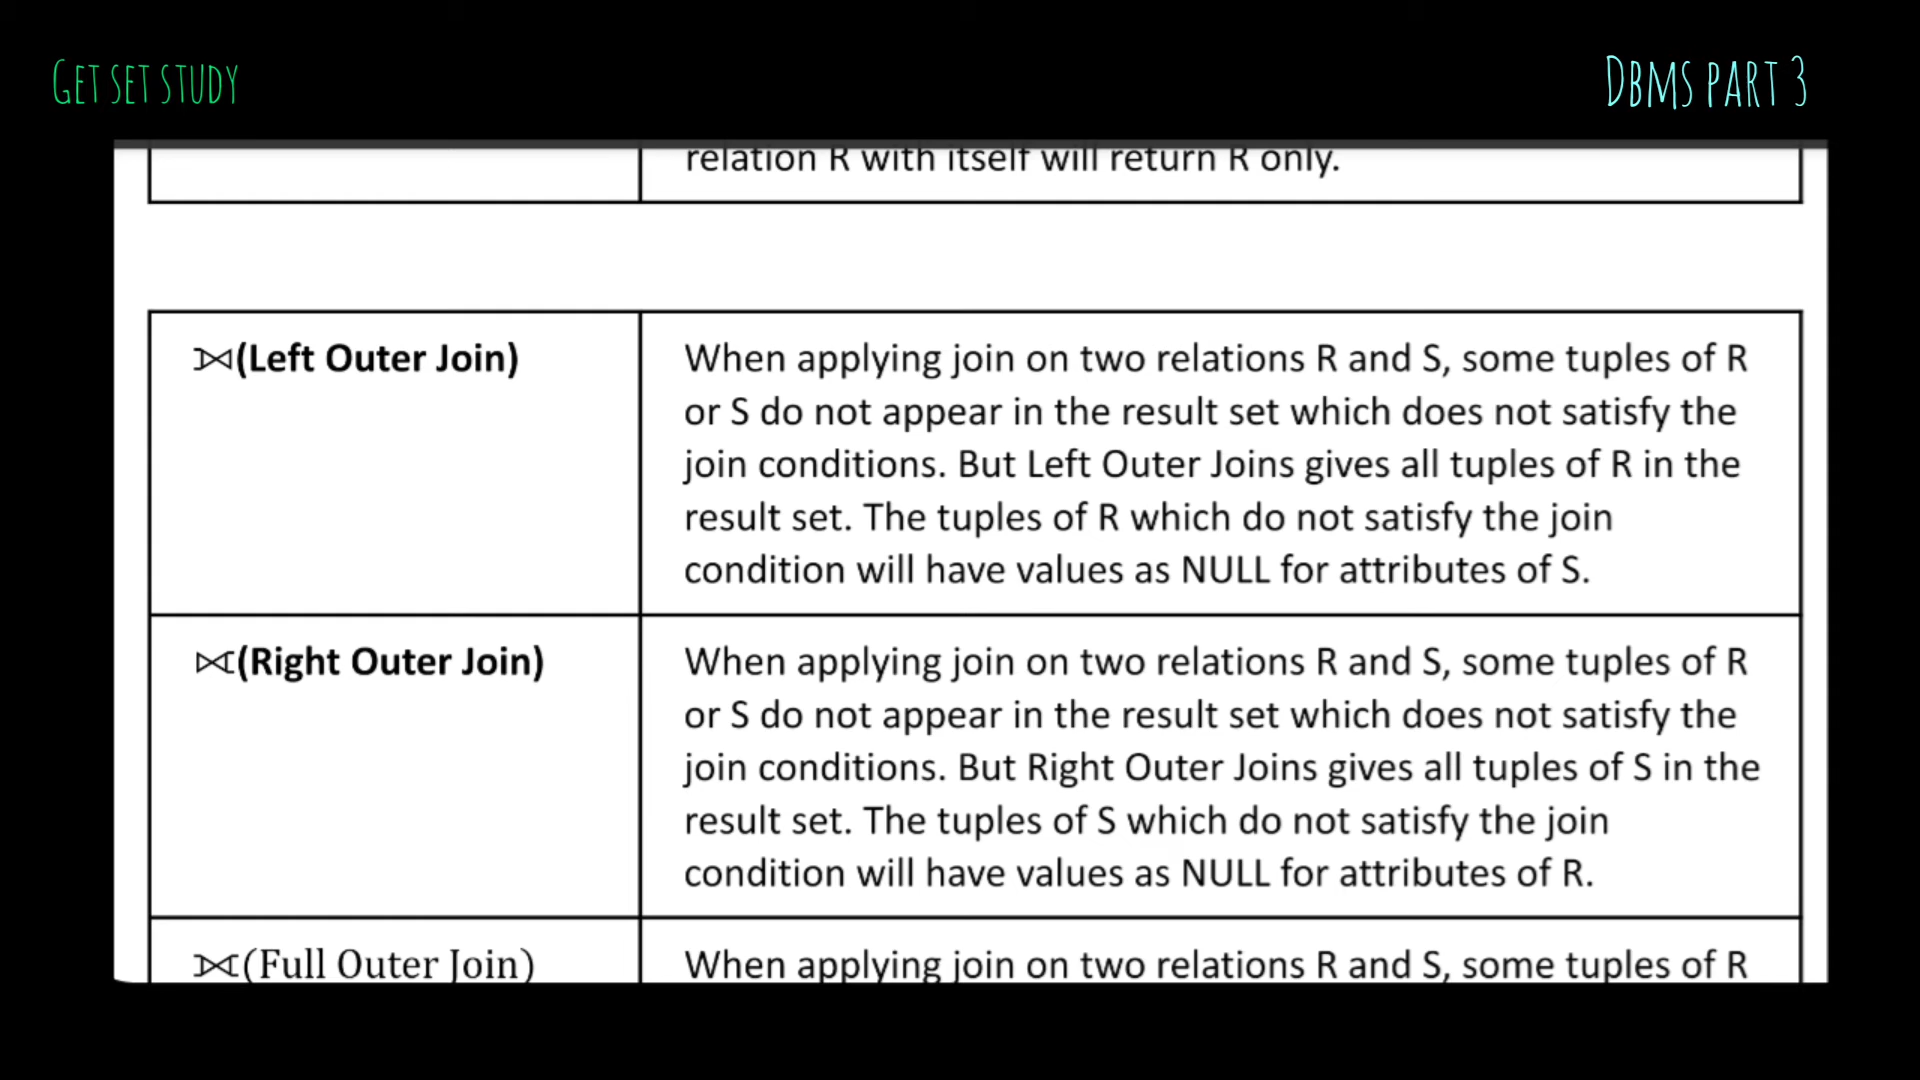 GET SET STUDY
DBMS PART 3
relation R with itself will return R only.
⟕(Left Outer Join)
When applying join on two relations R and S, some tuples of R
or S do not appear in the result set which does not satisfy the
join conditions. But Left Outer Joins gives all tuples of R in the
result set. The tuples of R which do not satisfy the join
condition will have values as NULL for attributes of S.
⟖(Right Outer Join)
When applying join on two relations R and S, some tuples of R
or S do not appear in the result set which does not satisfy the
join conditions. But Right Outer Joins gives all tuples of S in the
result set. The tuples of S which do not satisfy the join
condition will have values as NULL for attributes of R.
⟗(Full Outer Join)
When applying join on two relations R and S, some tuples of R